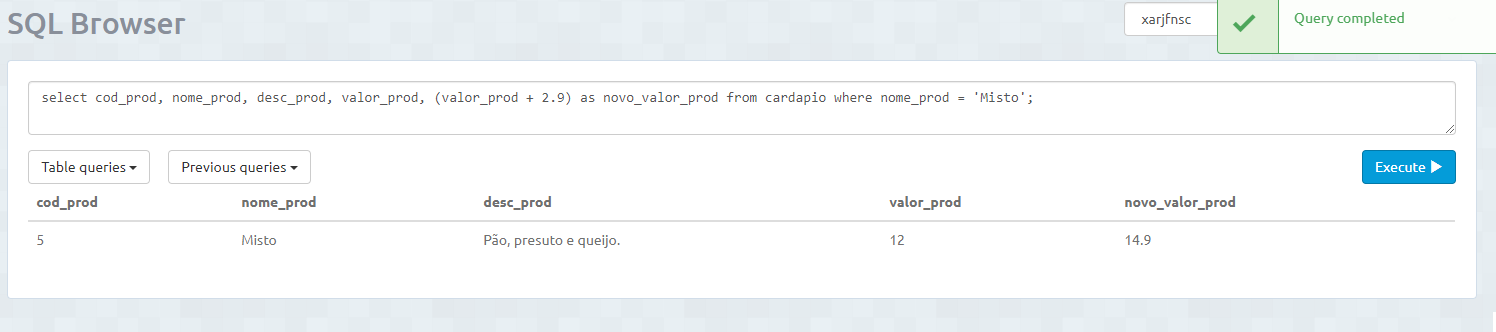 SQL Browser
xarjfnsc
Query completed
select cod_prod, nome_prod, desc_prod, valor_prod, (valor_prod + 2.9) as novo_valor_prod from cardapio where nome_prod = 'Misto';
Table queries
Previous queries
Execute
cod_prod nome_prod desc_prod valor_prod novo_valor_prod
5 Misto Pão, presuto e queijo. 12 14.9